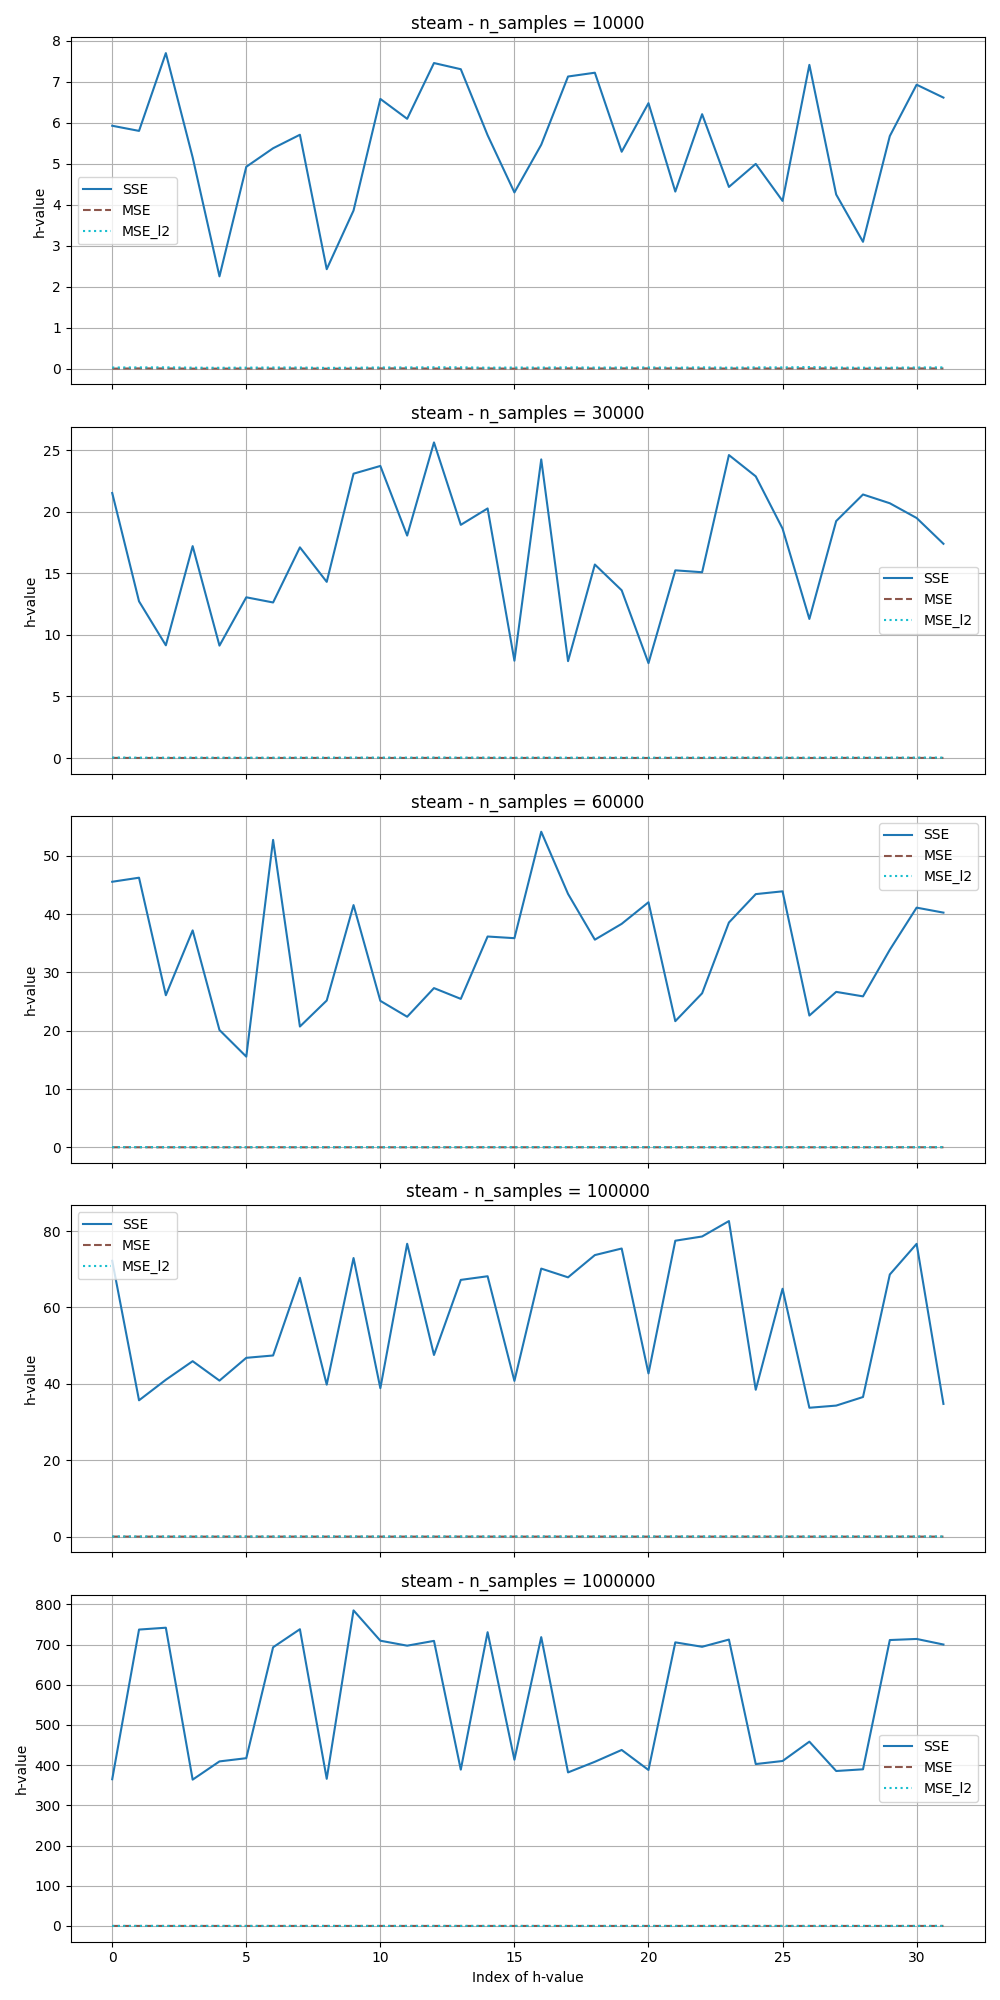 steam - n_samples = 10000
8
7
6
5
4
3
2
1
0
h-value
SSE
MSE
MSE_l2
steam - n_samples = 30000
25
20
15
10
5
0
h-value
SSE
MSE
MSE_l2
steam - n_samples = 60000
50
40
30
20
10
0
h-value
SSE
MSE
MSE_l2
steam - n_samples = 100000
80
60
40
20
0
h-value
SSE
MSE
MSE_l2
steam - n_samples = 1000000
800
700
600
500
400
300
200
100
0
h-value
SSE
MSE
MSE_l2
0 5 10 15 20 25 30
Index of h-value